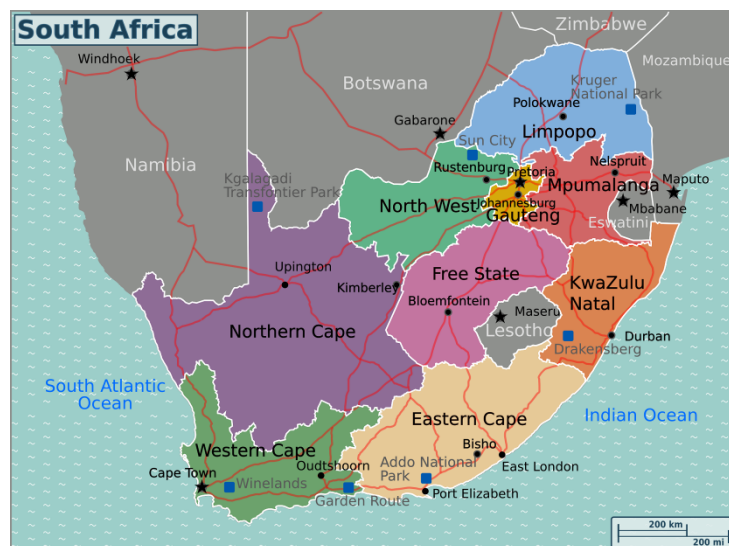 South Africa
Zimbabwe
Windhoek
Mozambique
Botswana
Kruger
National Park
Polokwane
Gabarone
Limpopo
Sun City
Namibia
Rustenburg
Pretoria
Nelspruit
Kgalagadi
Transfontier Park
Mpumalanga
Maputo
North West
Johannesburg
Mbabane
Gauteng
Eswatini
Upington
Free State
KwaZulu
Natal
Kimberley
Bloemfontein
Maseru
Northern Cape
Lesotho
Durban
Drakensberg
South Atlantic
Ocean
Indian Ocean
Eastern Cape
Western Cape
Bisho
Oudtshoorn
Addo National
Park
East London
Cape Town
Winelands
Garden Route
Port Elizabeth
200 km
200 mi